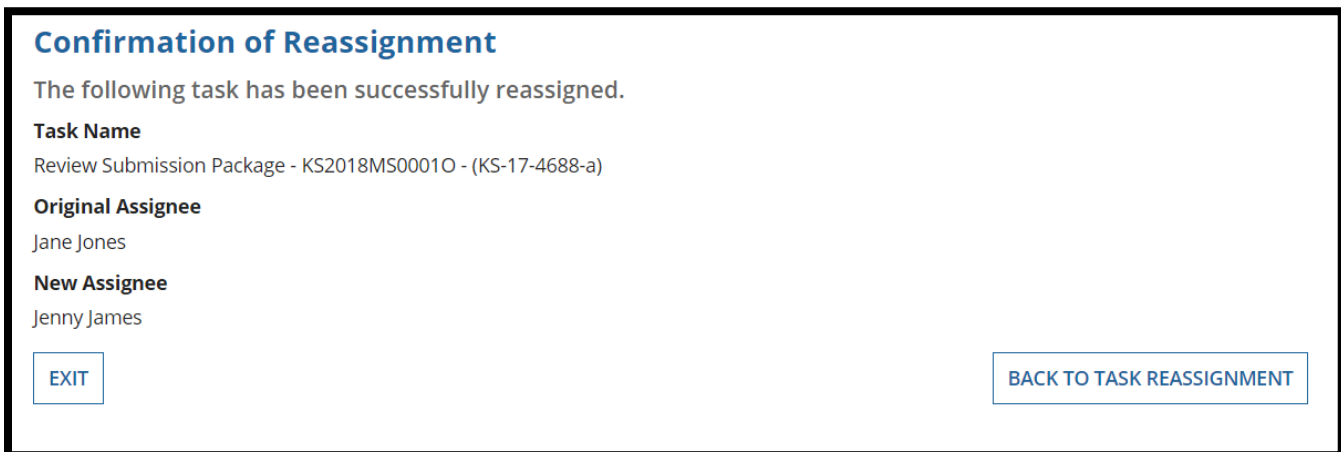 Confirmation of Reassignment
The following task has been successfully reassigned.
Task Name
Review Submission Package - KS2018MS0001O - (KS-17-4688-a)
Original Assignee
Jane Jones
New Assignee
Jenny James
EXIT
BACK TO TASK REASSIGNMENT